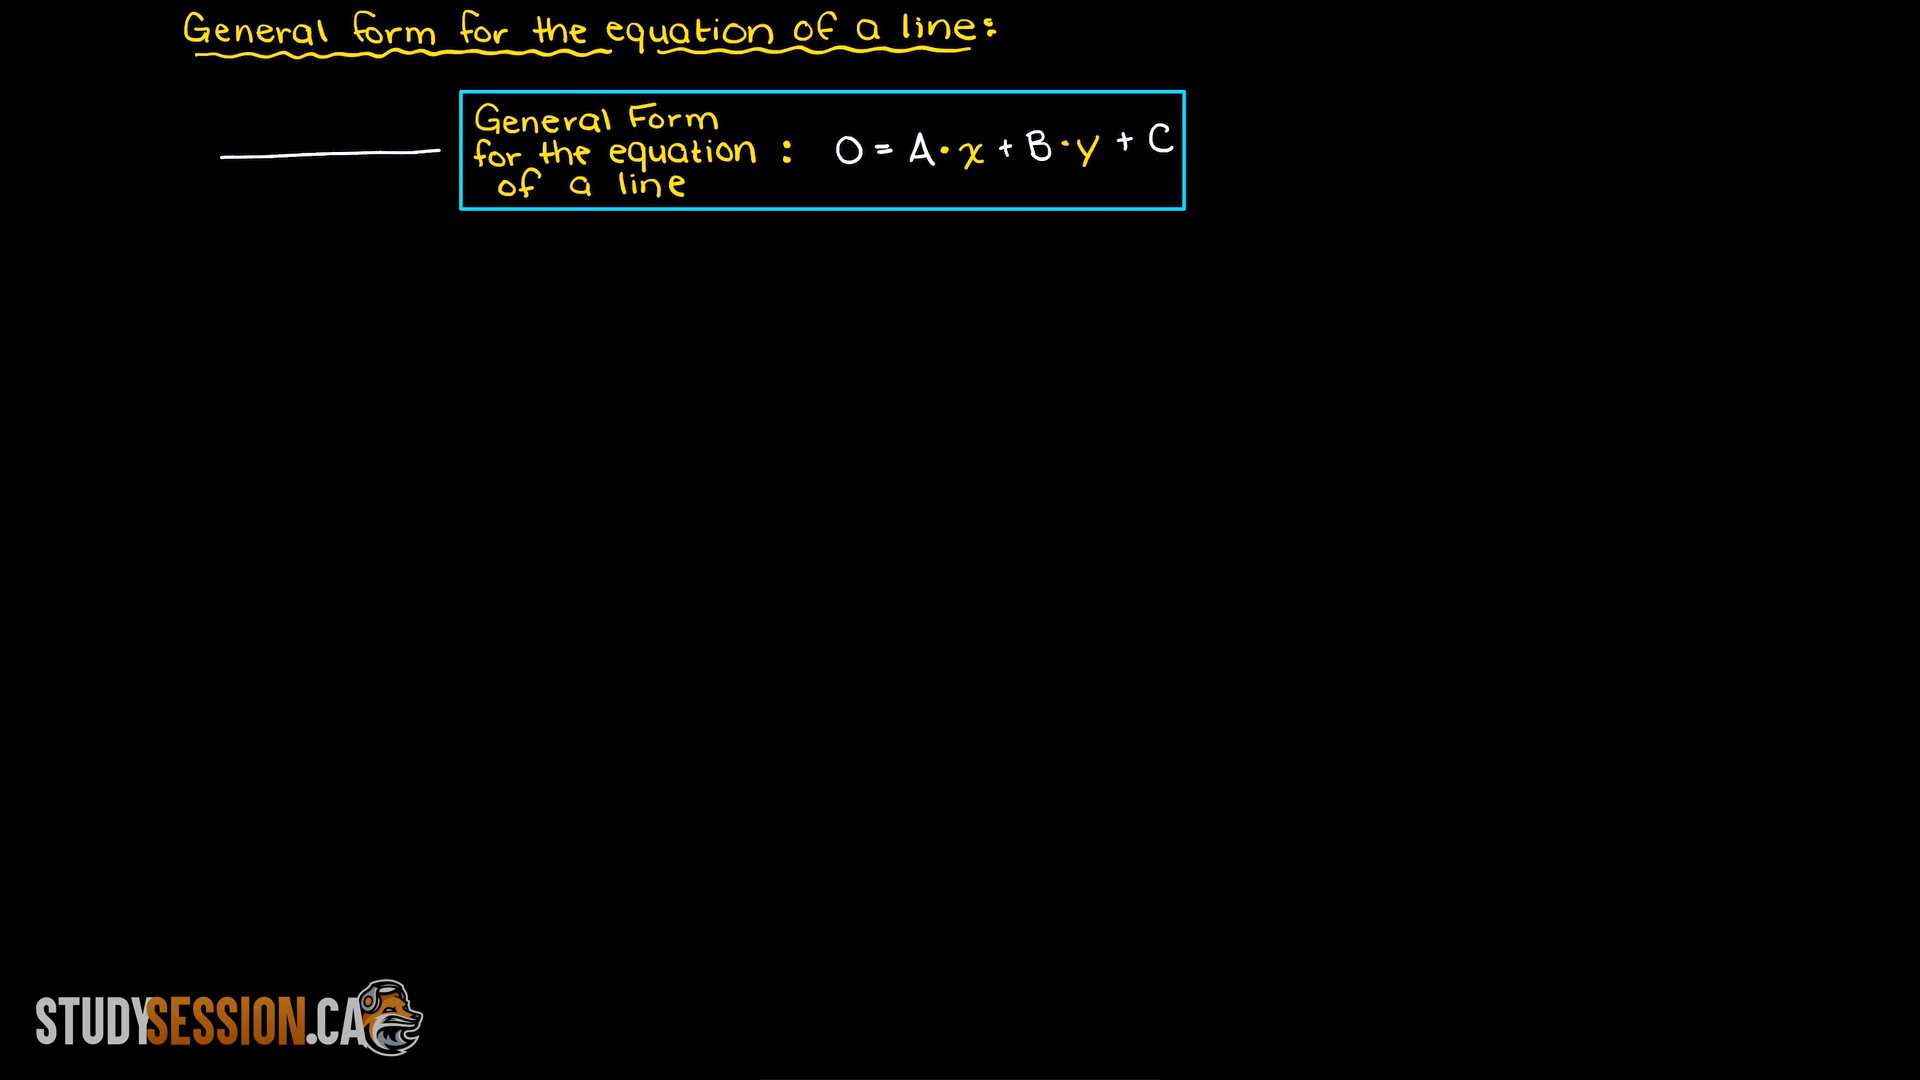 General form for the equation of a line:
General Form
for the equation : 0 = A·x + B·y + C
of a line
STUDYSESSION.CA